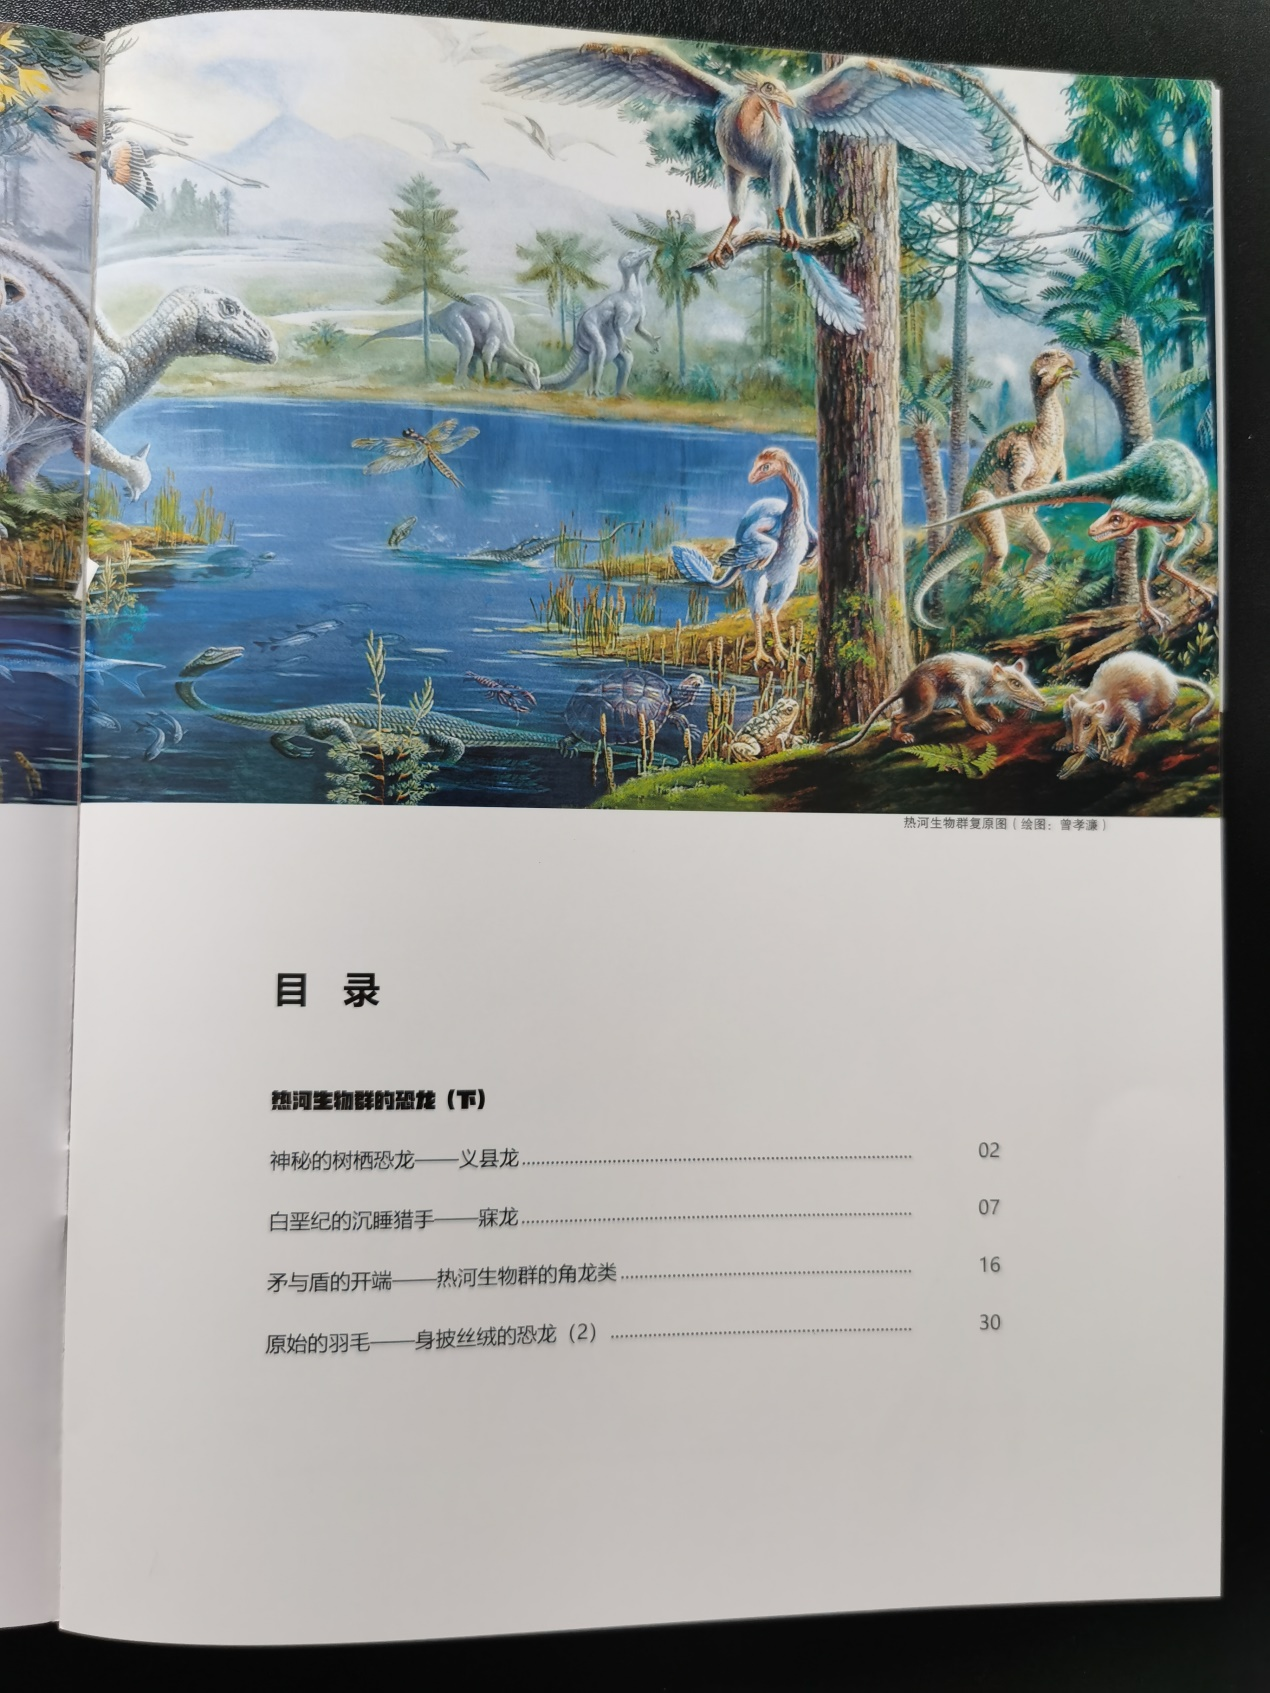 热河生物群复原图（绘图：曾孝濂）
目 录
热河生物群的恐龙（下）
神秘的树栖恐龙——义县龙 02
白垩纪的沉睡猎手——寐龙 07
矛与盾的开端——热河生物群的角龙类 16
原始的羽毛——身披丝绒的恐龙（2） 30